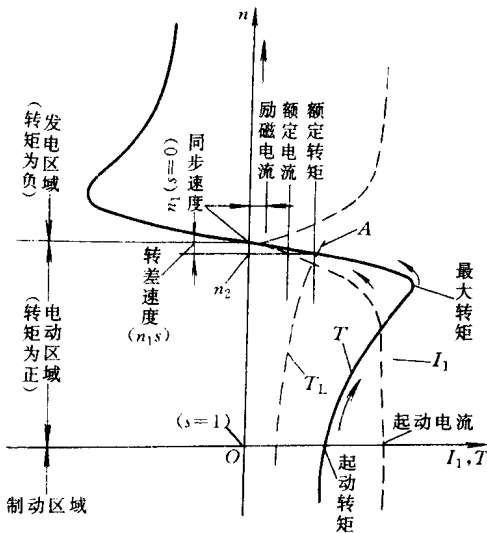 n
发电区域
(转矩为负)
同步速度
n₁(s=0)
励磁电流
额定电流
额定转矩
A
转差速度
(n₁s)
n₂
电动区域
(转矩为正)
最大转矩
T
T_L
I₁
(s=1)
起动电流
O
起动转矩
I₁,T
制动区域